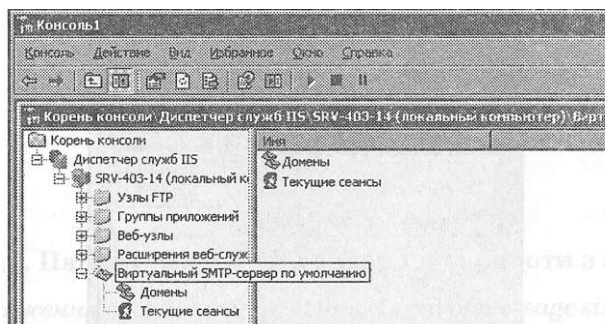 Консоль1
Консоль Действие Вид Избранное Окно Справка
Корень консоли\Диспетчер служб IIS\SRV-403-14 (локальный компьютер)\Вирт
Корень консоли
Диспетчер служб IIS
SRV-403-14 (локальный к
Узлы FTP
Группы приложений
Веб-узлы
Расширения веб-служ
Виртуальный SMTP-сервер по умолчанию
Домены
Текущие сеансы
Имя
Домены
Текущие сеансы